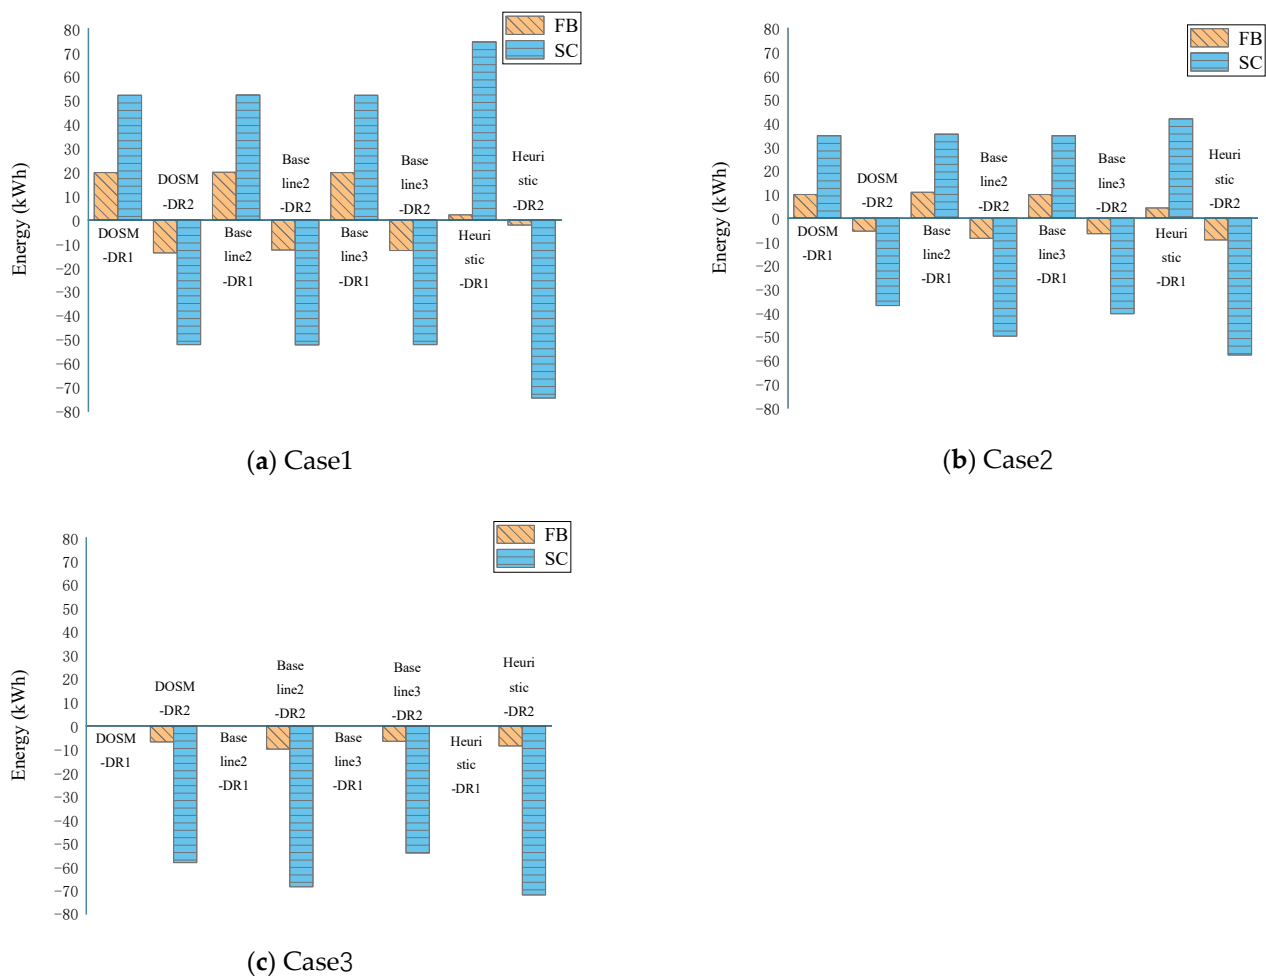 FB
SC
Energy (kWh)
80
70
60
50
40
30
20
10
0
−10
−20
−30
−40
−50
−60
−70
−80
DOSM
-DR1
DOSM
-DR2
Base
line2
-DR1
Base
line2
-DR2
Base
line3
-DR1
Base
line3
-DR2
Heuri
stic
-DR1
Heuri
stic
-DR2
(a) Case1
FB
SC
Energy (kWh)
80
70
60
50
40
30
20
10
0
−10
−20
−30
−40
−50
−60
−70
−80
DOSM
-DR1
DOSM
-DR2
Base
line2
-DR1
Base
line2
-DR2
Base
line3
-DR1
Base
line3
-DR2
Heuri
stic
-DR1
Heuri
stic
-DR2
(b) Case2
FB
SC
Energy (kWh)
80
70
60
50
40
30
20
10
0
−10
−20
−30
−40
−50
−60
−70
−80
DOSM
-DR1
DOSM
-DR2
Base
line2
-DR1
Base
line2
-DR2
Base
line3
-DR1
Base
line3
-DR2
Heuri
stic
-DR1
Heuri
stic
-DR2
(c) Case3